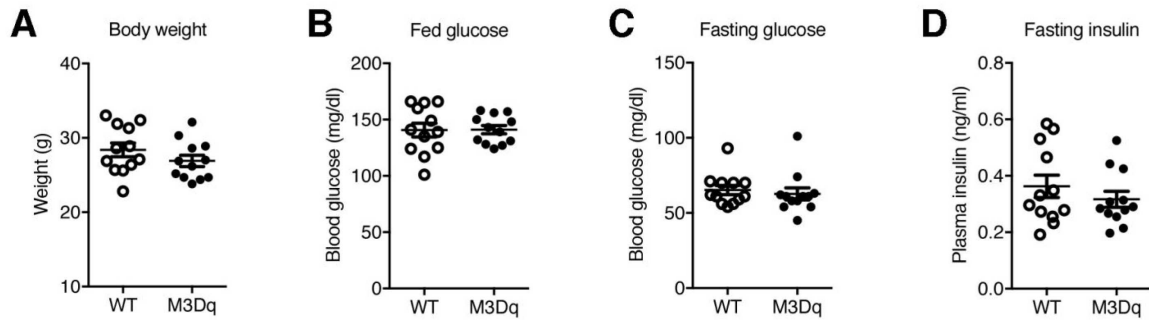 A Body weight
Weight (g)
40
30
20
10
WT M3Dq
B Fed glucose
Blood glucose (mg/dl)
200
150
100
50
0
WT M3Dq
C Fasting glucose
Blood glucose (mg/dl)
150
100
50
0
WT M3Dq
D Fasting insulin
Plasma insulin (ng/ml)
0.8
0.6
0.4
0.2
0.0
WT M3Dq